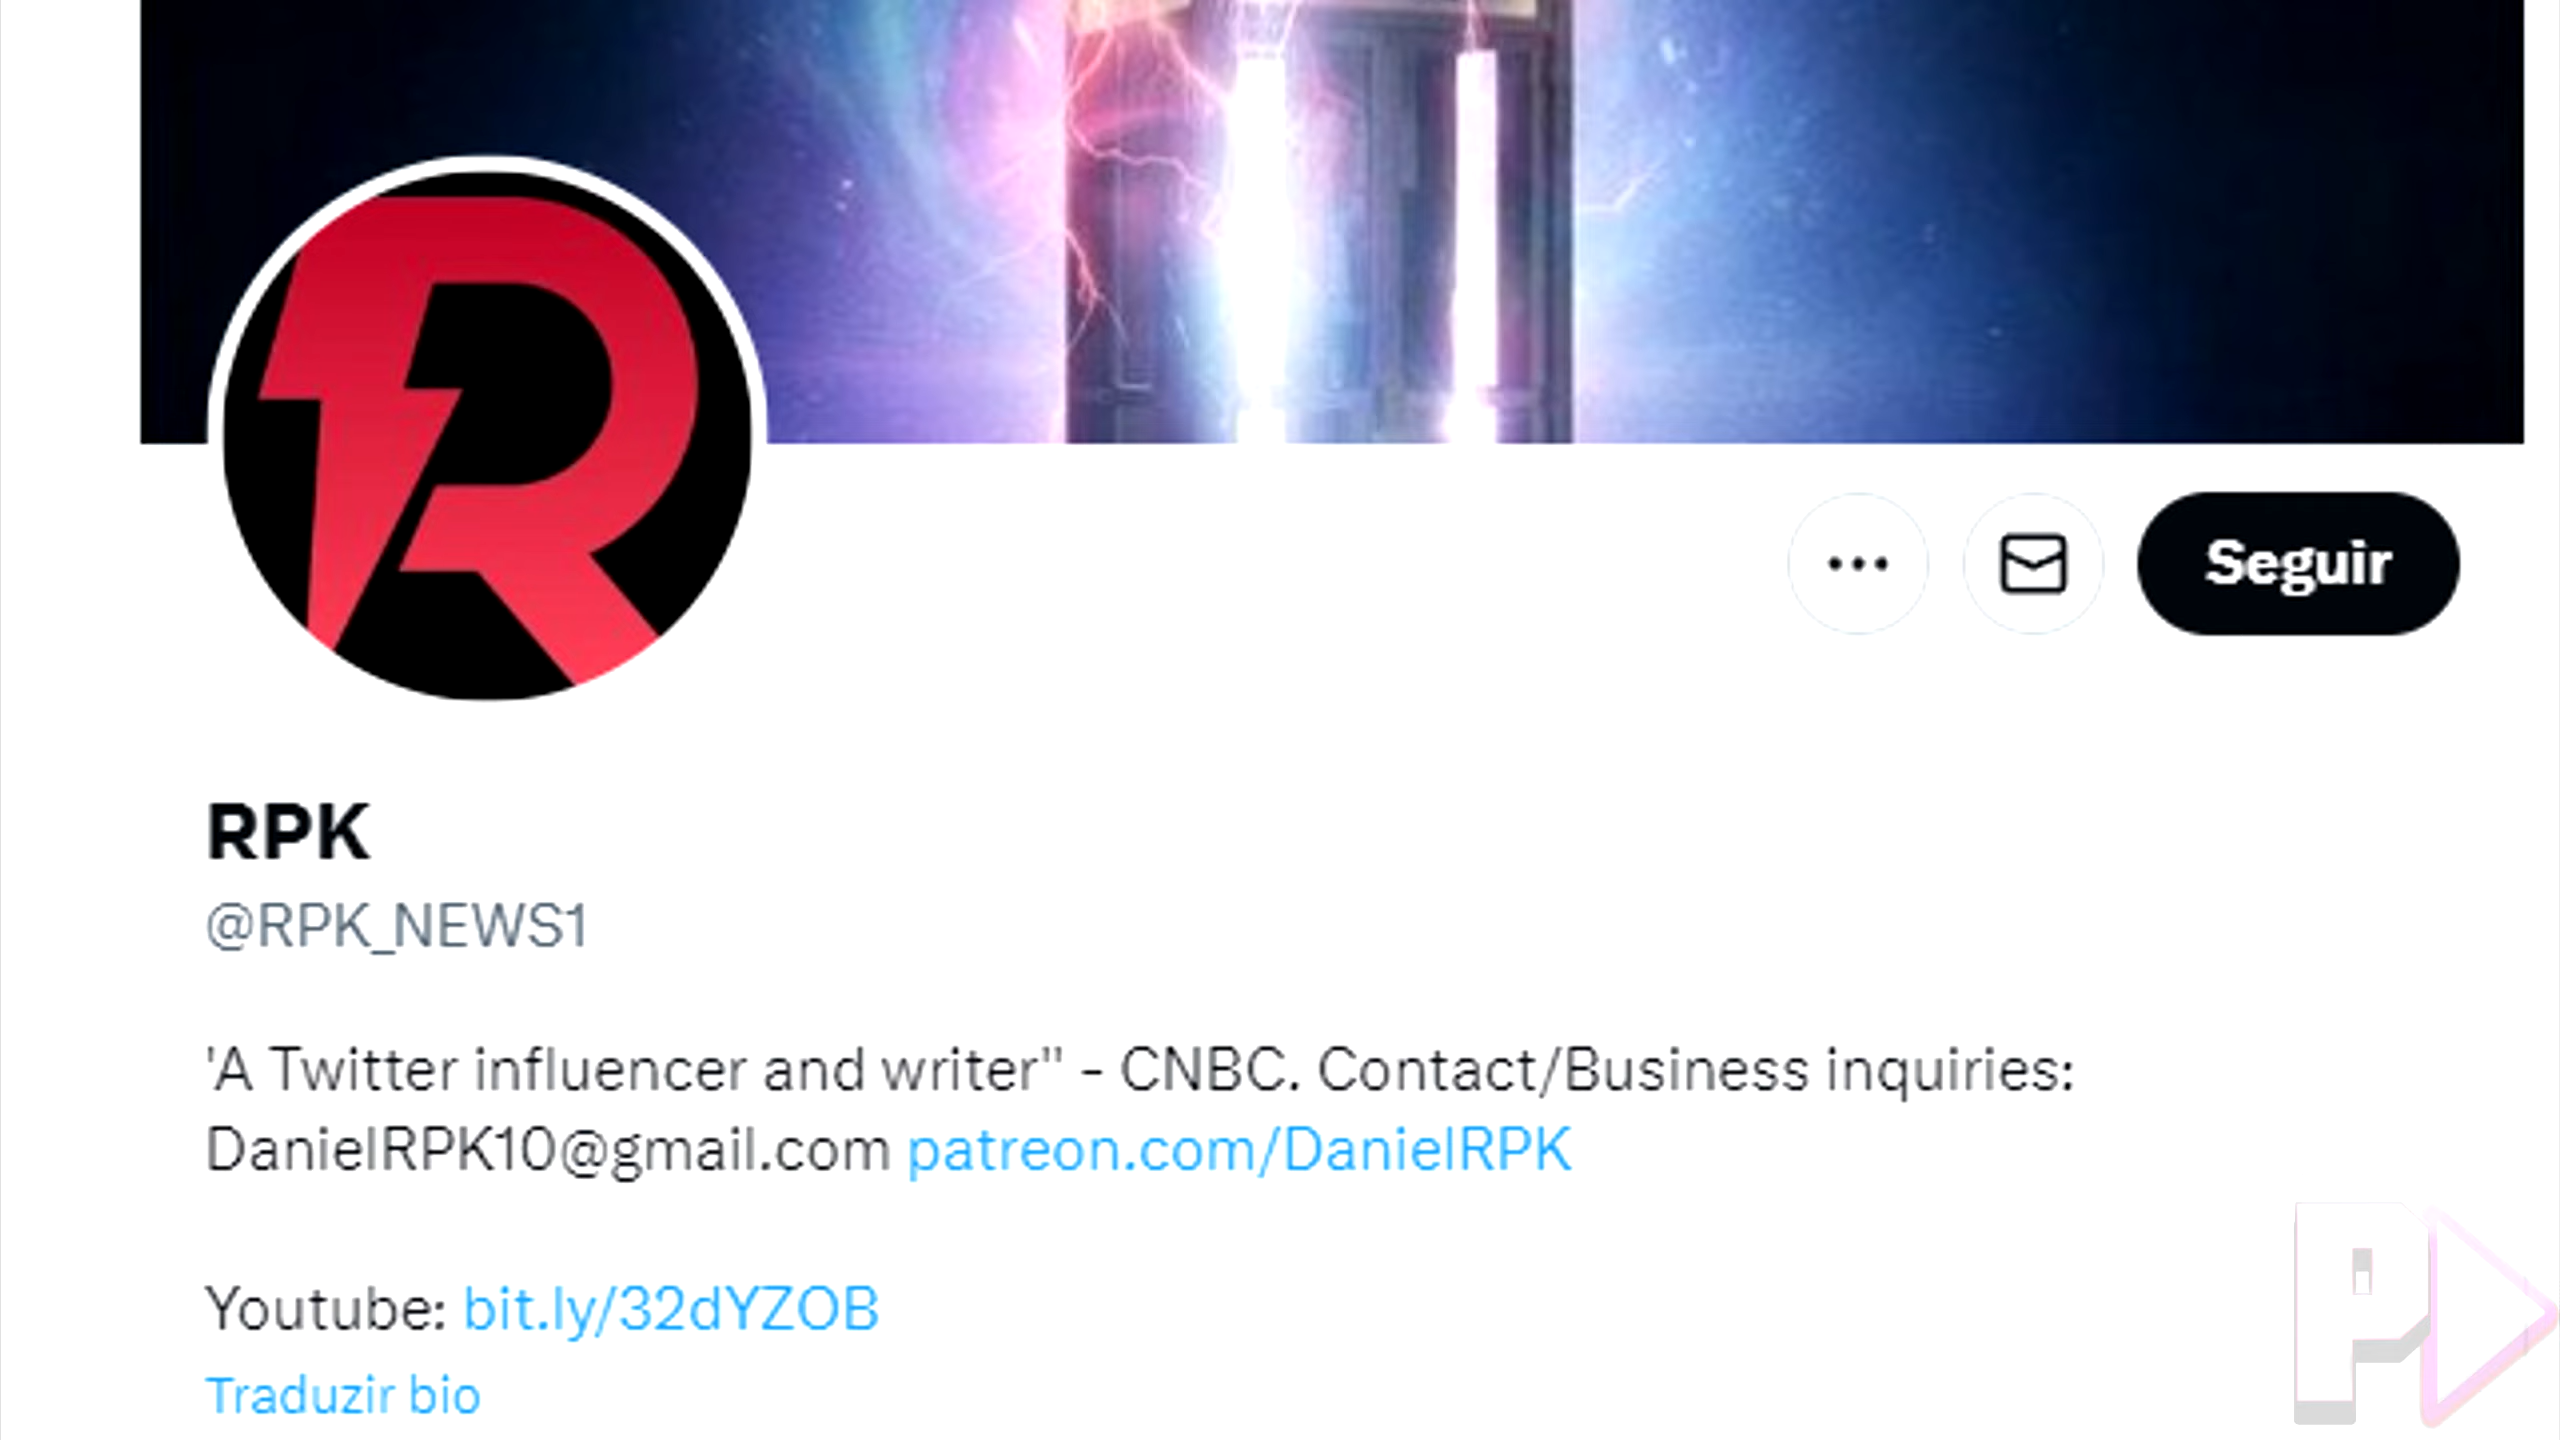 Seguir
RPK
@RPK_NEWS1
'A Twitter influencer and writer" - CNBC. Contact/Business inquiries:
DanielRPK10@gmail.com patreon.com/DanielRPK
Youtube: bit.ly/32dYZOB
Traduzir bio
P